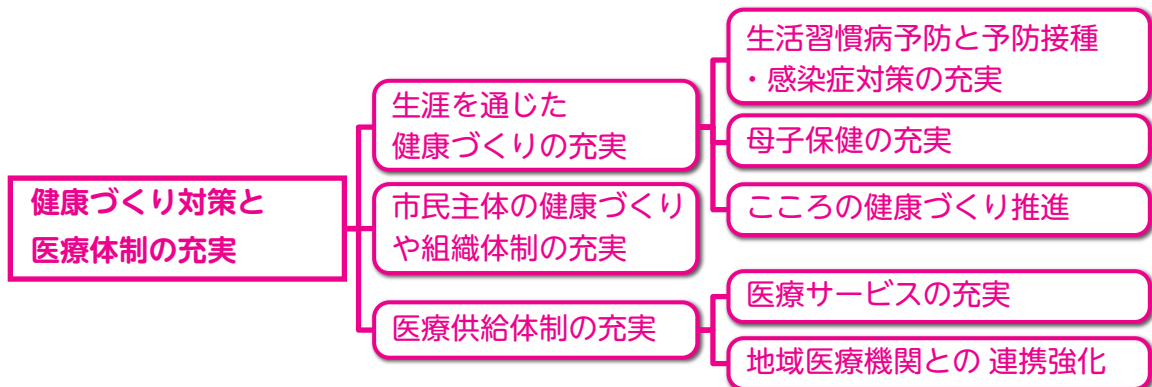 健康づくり対策と
医療体制の充実
生涯を通じた
健康づくりの充実
市民主体の健康づくり
や組織体制の充実
医療供給体制の充実
生活習慣病予防と予防接種
・感染症対策の充実
母子保健の充実
こころの健康づくり推進
医療サービスの充実
地域医療機関との 連携強化